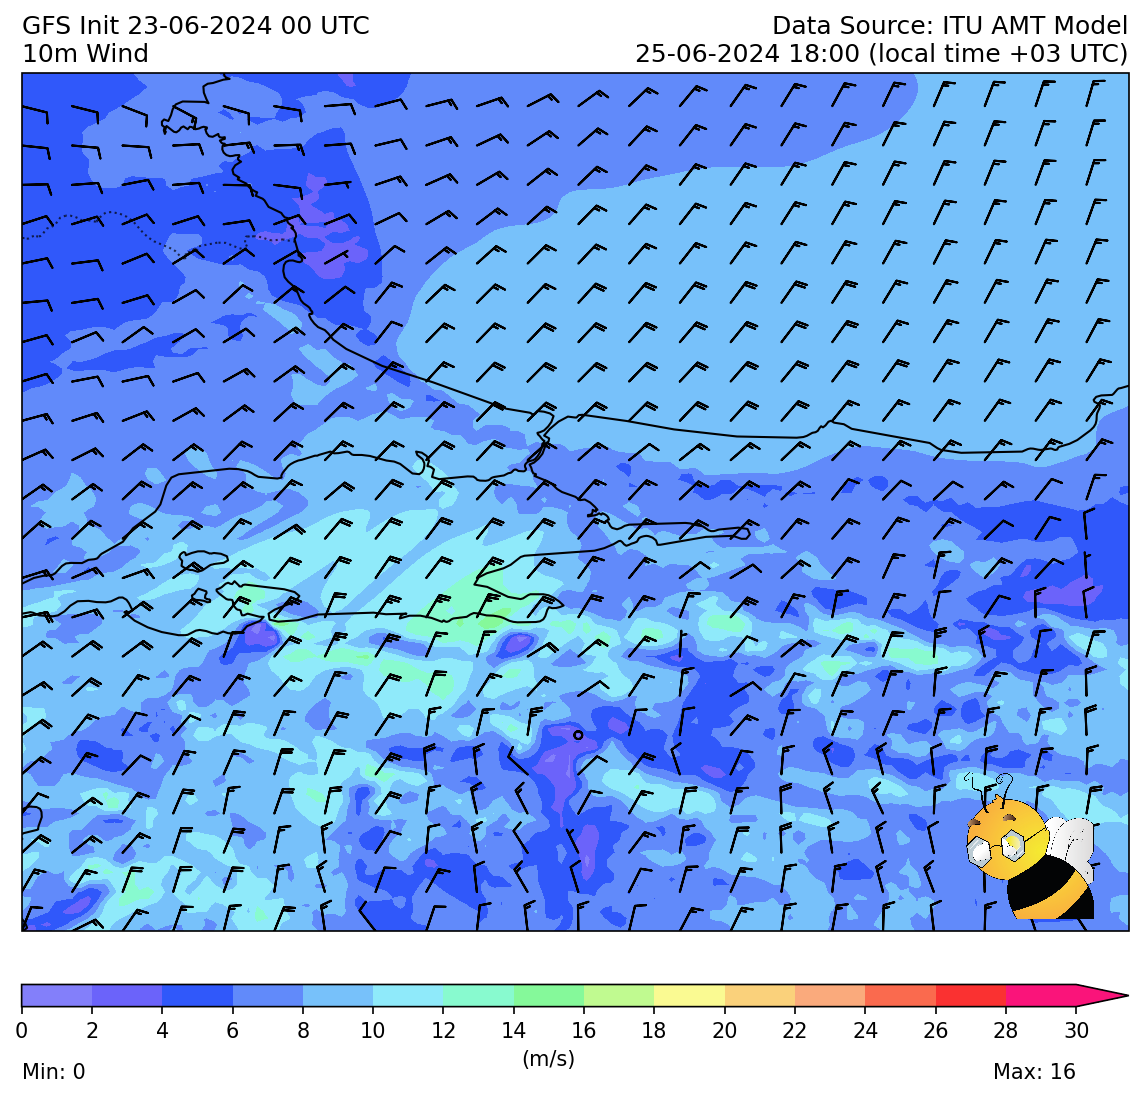 GFS Init 23-06-2024 00 UTC
Data Source: ITU AMT Model
10m Wind
25-06-2024 18:00 (local time +03 UTC)
0 2 4 6 8 10 12 14 16 18 20 22 24 26 28 30
(m/s)
Min: 0
Max: 16